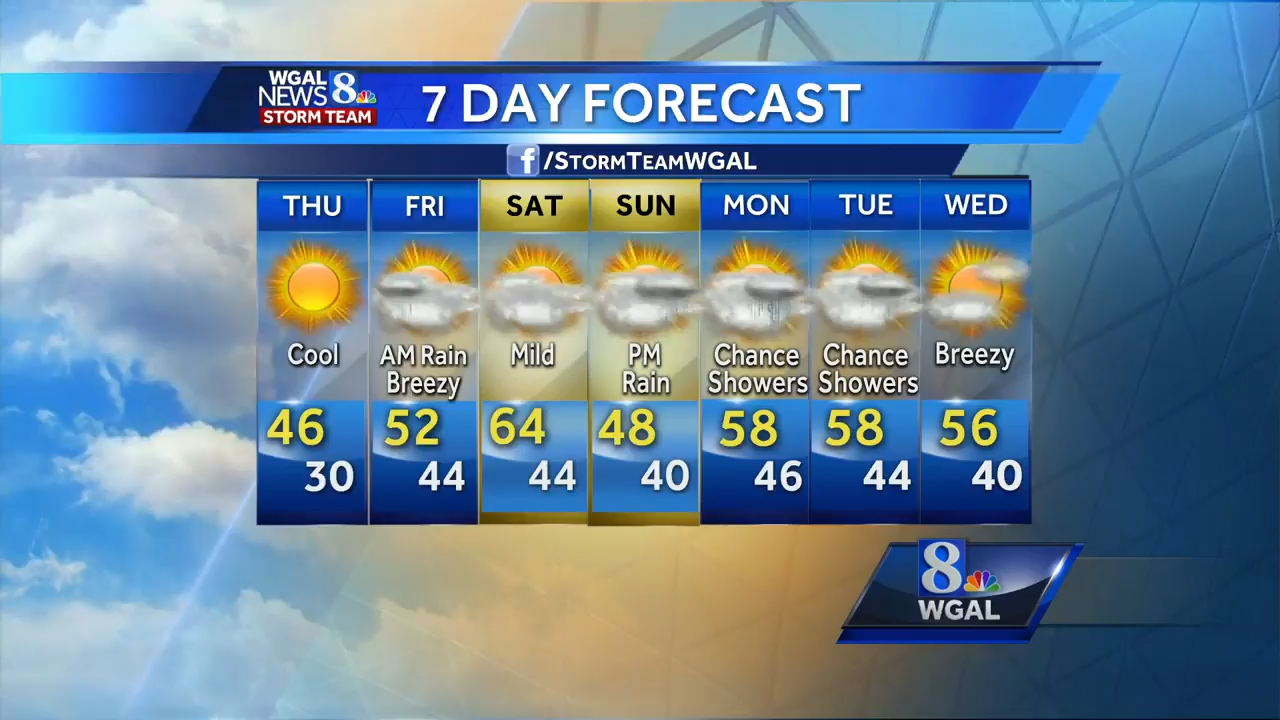 WGAL
NEWS 8
STORM TEAM
7 DAY FORECAST
f /STORMTEAMWGAL
THU FRI SAT SUN MON TUE WED
Cool AM Rain Mild PM Chance Chance Breezy
Breezy Rain Showers Showers
46 52 64 48 58 58 56
30 44 44 40 46 44 40
8
WGAL